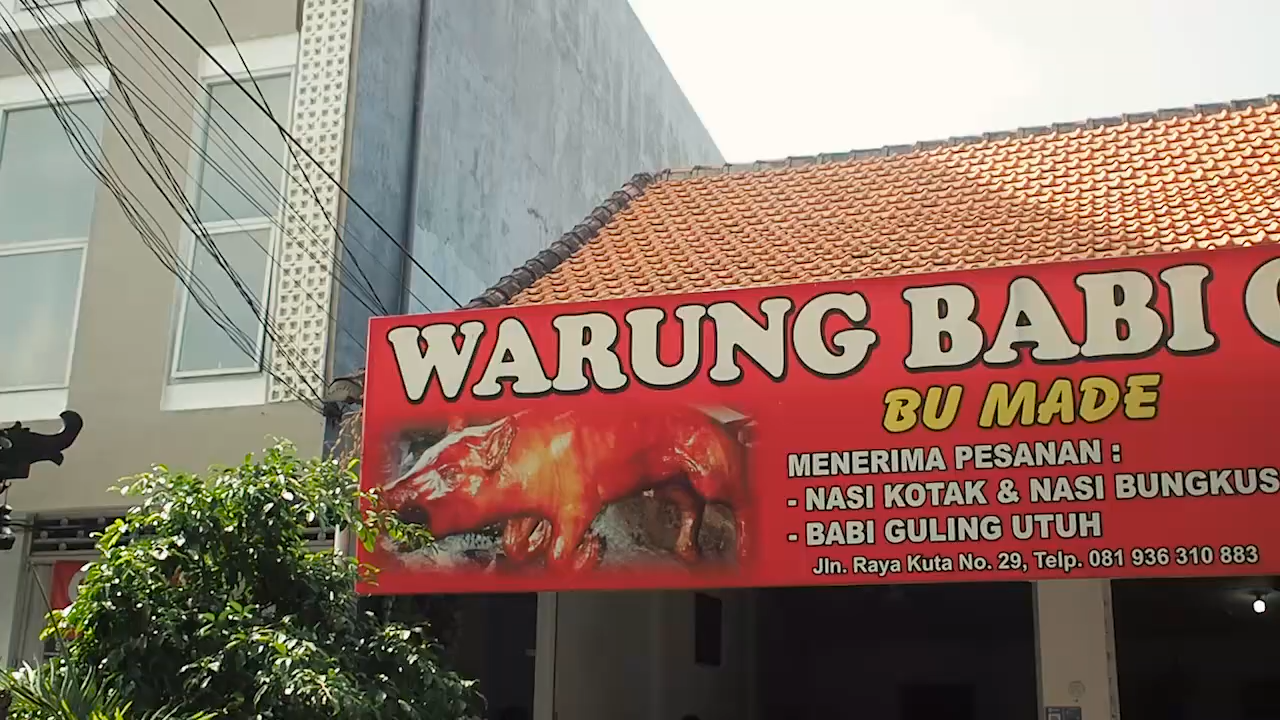 WARUNG BABI
BU MADE
MENERIMA PESANAN :
- NASI KOTAK & NASI BUNGKUS
- BABI GULING UTUH
Jln. Raya Kuta No. 29, Telp. 081 936 310 883